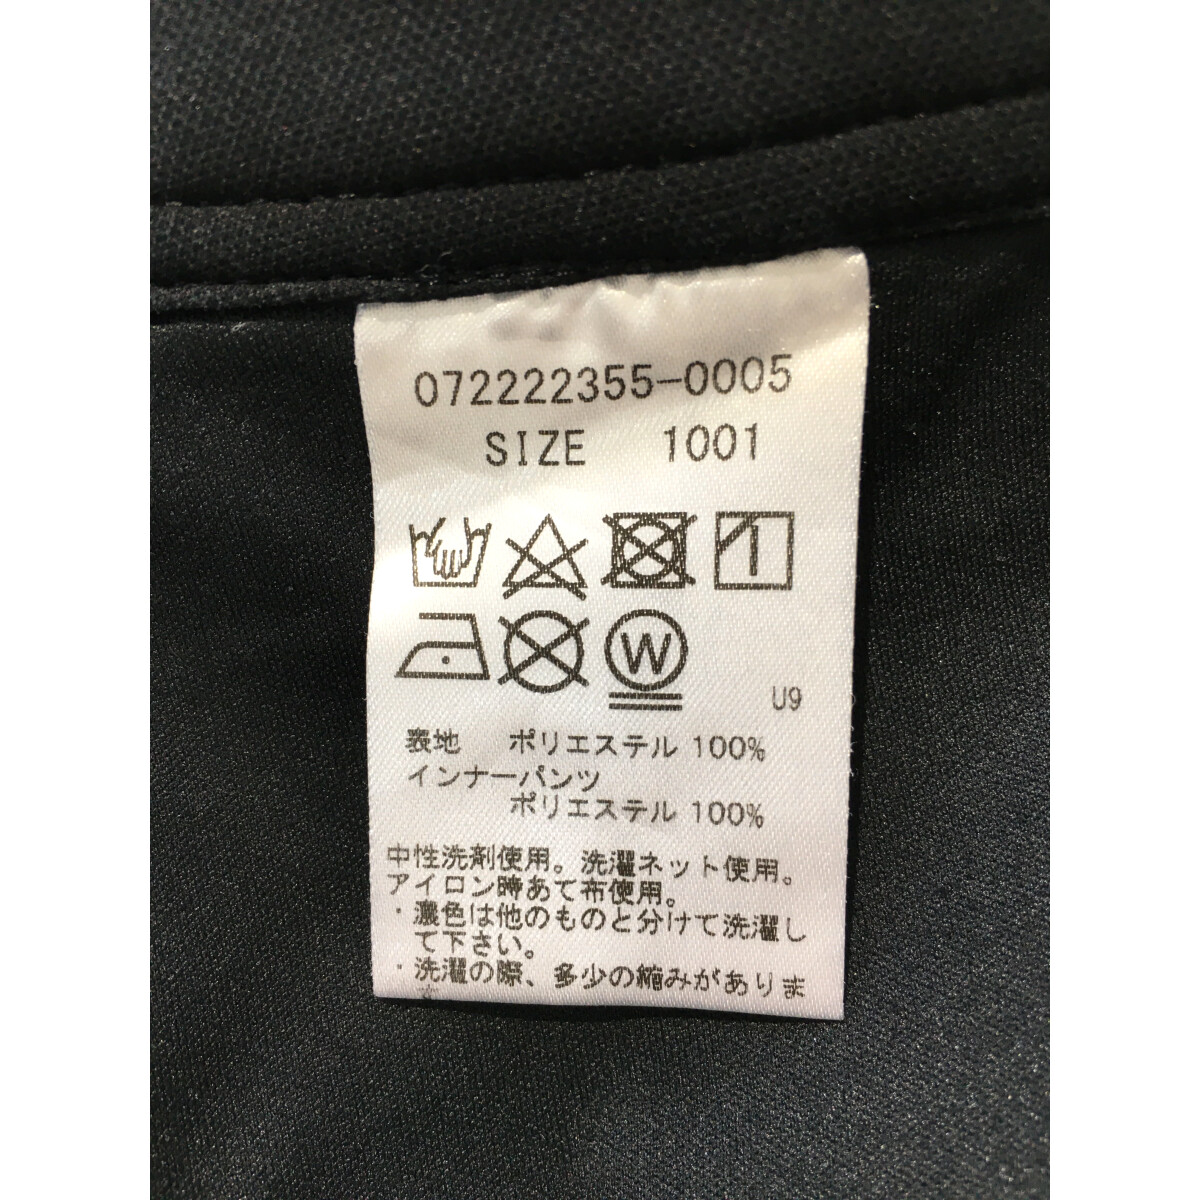 072222355-0005
SIZE 1001
W
U9
表地 ポリエステル 100%
インナーパンツ
ポリエステル 100%
中性洗剤使用。洗濯ネット使用。
アイロン時あて布使用。
・濃色は他のものと分けて洗濯し
て下さい。
・洗濯の際、多少の縮みがありま
す